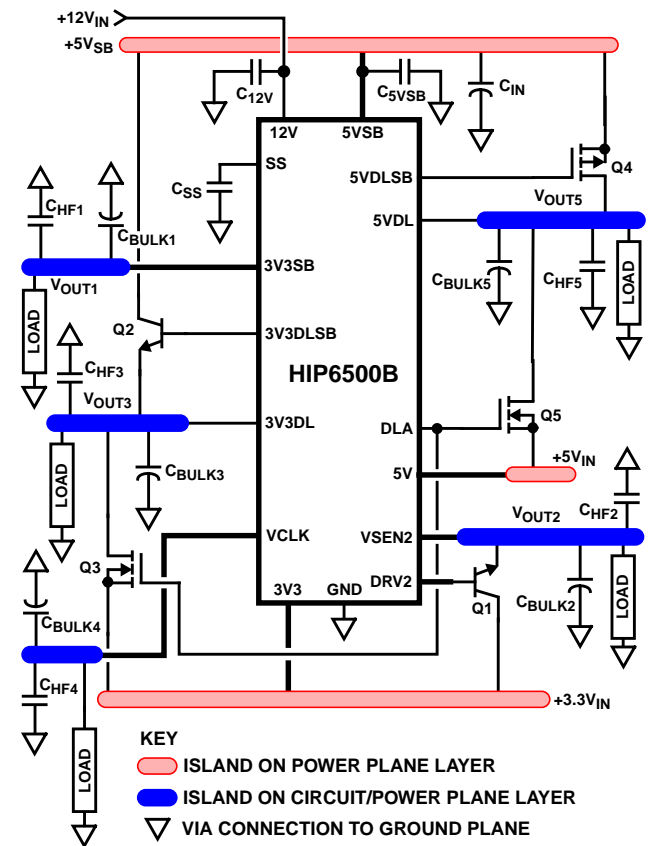 +12VIN
+5VSB
C12V
C5VSB
CIN
12V
5VSB
SS
5VDLSB
Q4
CSS
CHF1
CBULK1
VOUT5
5VDL
3V3SB
VOUT1
CBULK5
CHF5
LOAD
LOAD
Q2
3V3DLSB
CHF3
HIP6500B
VOUT3
3V3DL
DLA
Q5
+5VIN
LOAD
CBULK3
5V
CHF2
VCLK
VSEN2
VOUT2
Q3
3V3
GND
DRV2
Q1
CBULK2
LOAD
CBULK4
CHF4
LOAD
+3.3VIN
KEY
ISLAND ON POWER PLANE LAYER
ISLAND ON CIRCUIT/POWER PLANE LAYER
VIA CONNECTION TO GROUND PLANE